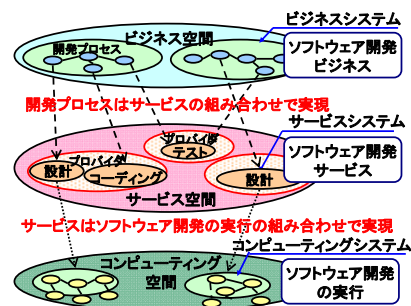 ビジネスシステム
ビジネス空間
開発プロセス
ソフトウェア開発
ビジネス
開発プロセスはサービスの組み合わせで実現
サービスシステム
プロバイダ
テスト
プロバイダ
設計
コーディング
設計
ソフトウェア開発
サービス
サービス空間
サービスはソフトウェア開発の実行の組み合わせで実現
コンピューティングシステム
コンピューティング
空間
ソフトウェア開発
の実行